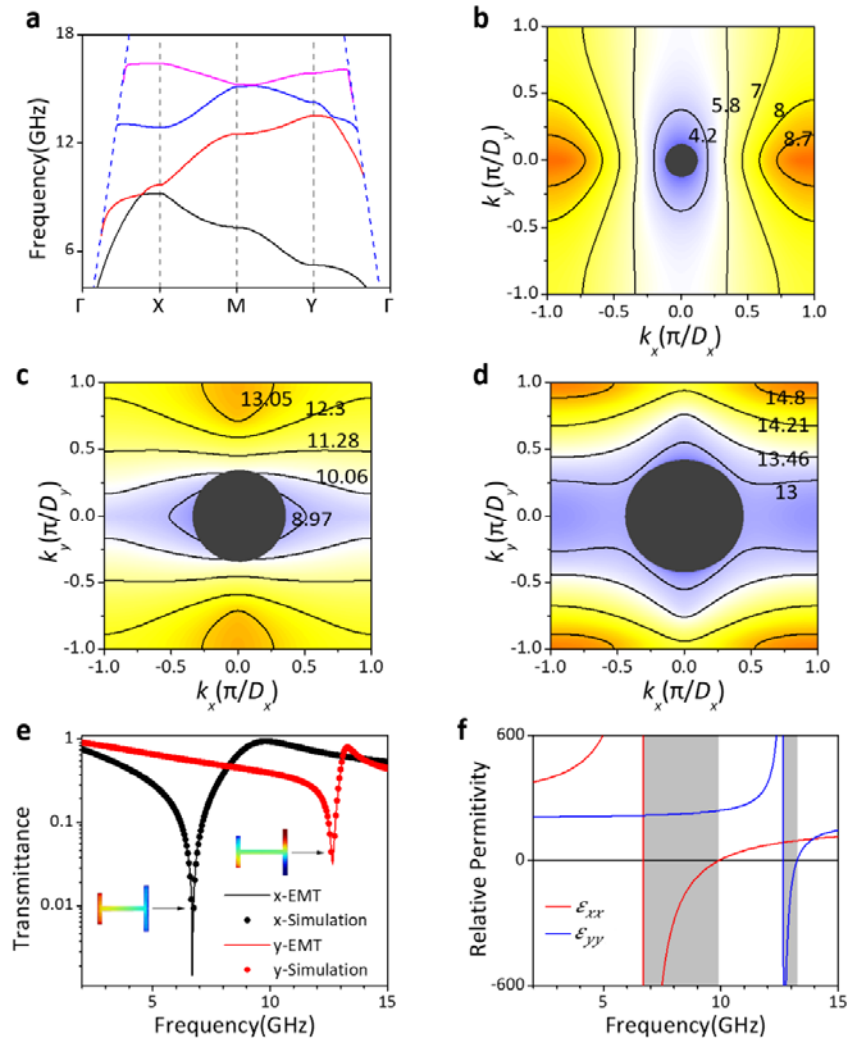 a
18
12
6
Frequency(GHz)
Γ X M Y Γ
b
1.0
0.5
0.0
-0.5
-1.0
k_y(π/D_y)
5.8 7 8 8.7 4.2
-1.0 -0.5 0.0 0.5 1.0
k_x(π/D_x)
c
1.0
0.5
0.0
-0.5
-1.0
k_y(π/D_y)
13.05
12.3
11.28
10.06
8.97
-1.0 -0.5 0.0 0.5 1.0
k_x(π/D_x)
d
1.0
0.5
0.0
-0.5
-1.0
k_y(π/D_y)
14.8
14.21
13.46
13
-1.0 -0.5 0.0 0.5 1.0
k_x(π/D_x)
e
1
0.1
0.01
Transmittance
x-EMT
x-Simulation
y-EMT
y-Simulation
5 10 15
Frequency(GHz)
f
600
0
-600
Relative Permitivity
ε_xx
ε_yy
5 10 15
Frequency(GHz)